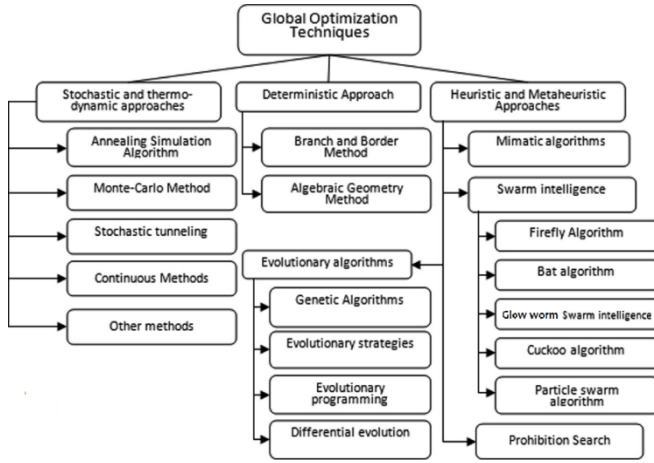 Global Optimization
Techniques
Stochastic and thermo-
dynamic approaches
Annealing Simulation
Algorithm
Monte-Carlo Method
Stochastic tunneling
Continuous Methods
Other methods
Deterministic Approach
Branch and Border
Method
Algebraic Geometry
Method
Heuristic and Metaheuristic
Approaches
Mimatic algorithms
Swarm intelligence
Firefly Algorithm
Bat algorithm
Glow worm Swarm intelligence
Cuckoo algorithm
Particle swarm
algorithm
Evolutionary algorithms
Genetic Algorithms
Evolutionary strategies
Evolutionary
programming
Differential evolution
Prohibition Search